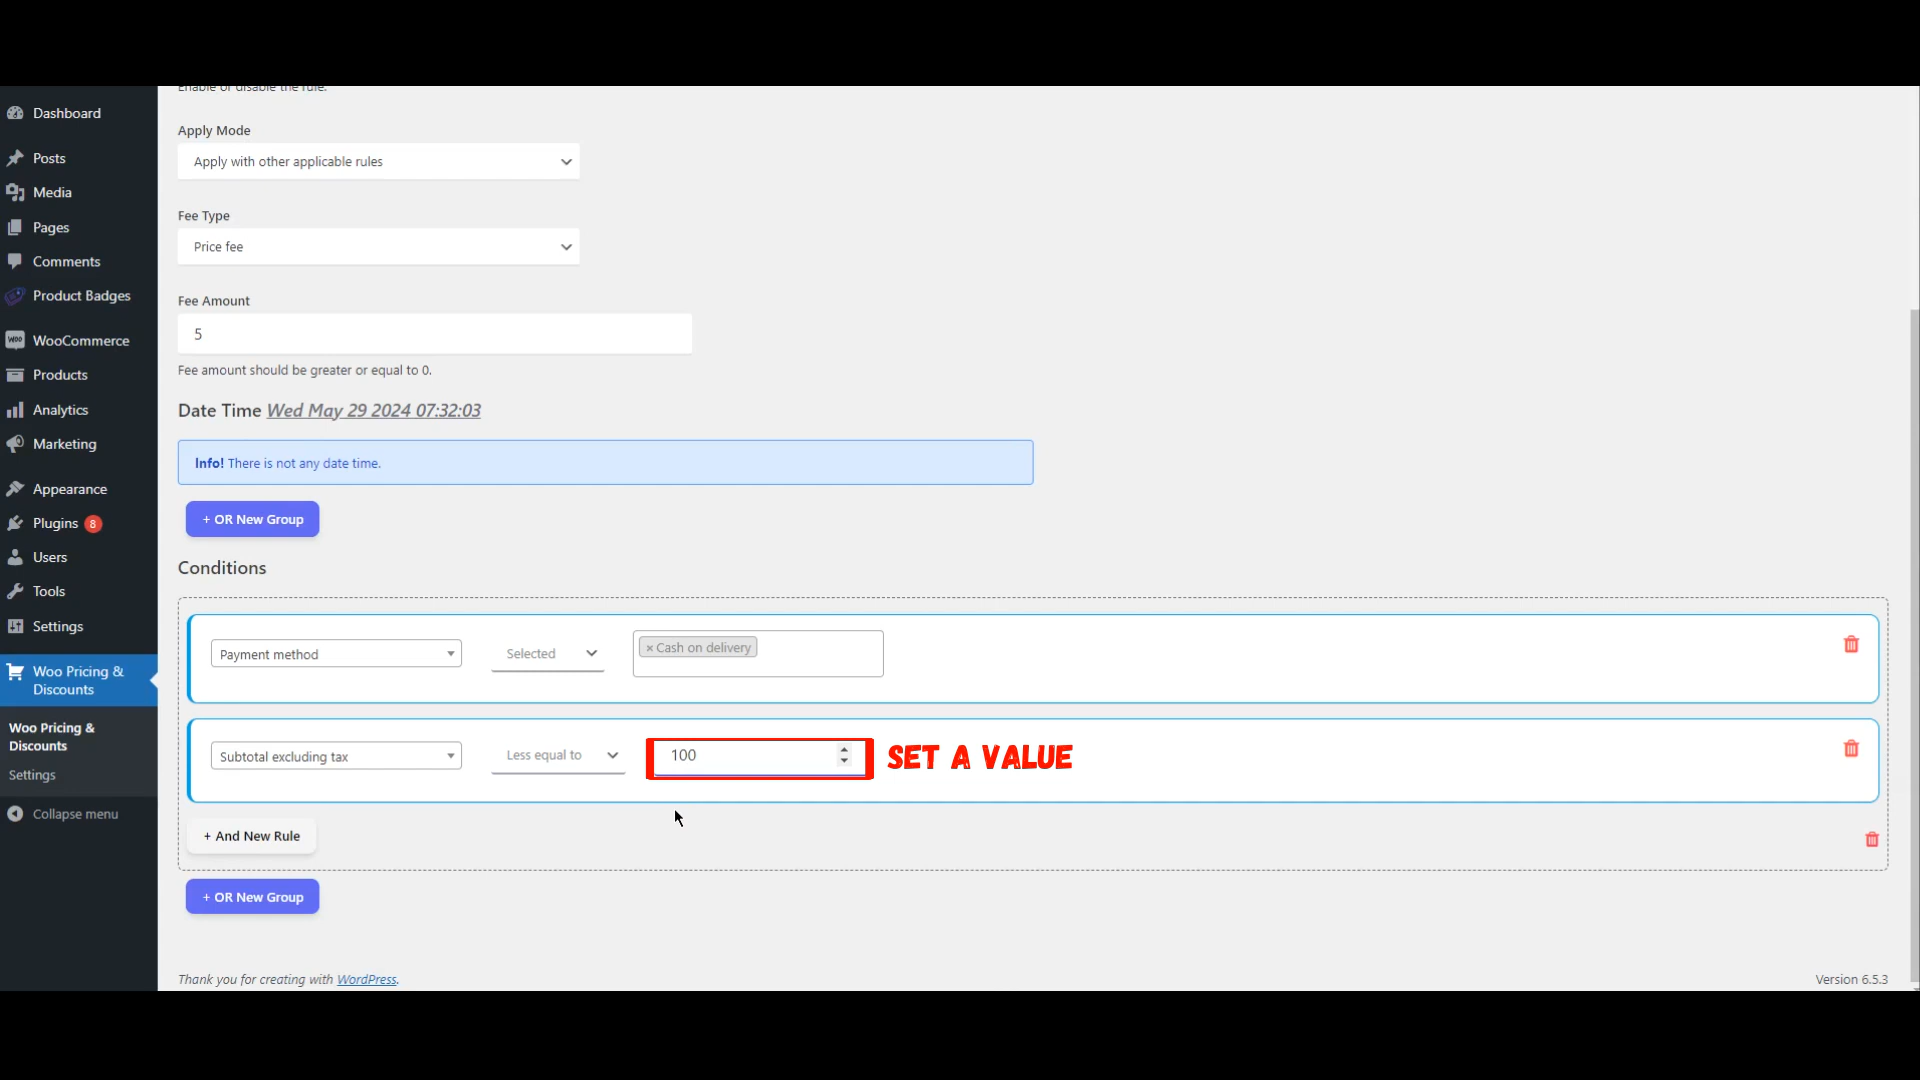 Enable or disable the rule.
Dashboard
Apply Mode
Posts
Apply with other applicable rules
Media
Fee Type
Pages
Price fee
Comments
Product Badges
Fee Amount
WooCommerce
5
Products
Fee amount should be greater or equal to 0.
Analytics
Date Time Wed May 29 2024 07:32:03
Marketing
Info! There is not any date time.
Appearance
Plugins 8
+ OR New Group
Users
Conditions
Tools
Settings
Payment method
Selected
× Cash on delivery
Woo Pricing &
Discounts
Woo Pricing &
Discounts
Subtotal excluding tax
Less equal to
100
SET A VALUE
Settings
Collapse menu
+ And New Rule
+ OR New Group
Thank you for creating with WordPress.
Version 6.5.3